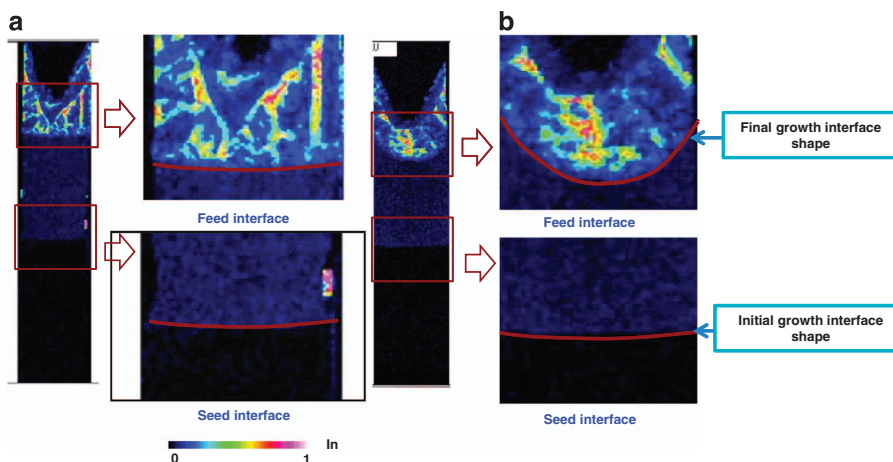 a
b
Final growth interface
shape
Feed interface
Feed interface
Initial growth interface
shape
Seed interface
Seed interface
In
0
1